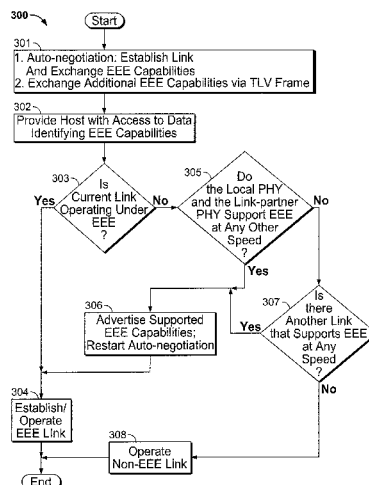 300
Start
301
1. Auto-negotiation: Establish Link
And Exchange EEE Capabilities
2. Exchange Additional EEE Capabilities via TLV Frame
302
Provide Host with Access to Data
Identifying EEE Capabilities
303
Is
Current Link
Operating Under
EEE
?
Yes
No
305
Do
the Local PHY
and the Link-partner
PHY Support EEE
at Any Other
Speed
?
No
Yes
306
Advertise Supported
EEE Capabilities;
Restart Auto-negotiation
307
Is
there
Another Link
that Supports EEE
at Any
Speed
?
Yes
No
304
Establish/
Operate
EEE Link
308
Operate
Non-EEE Link
End